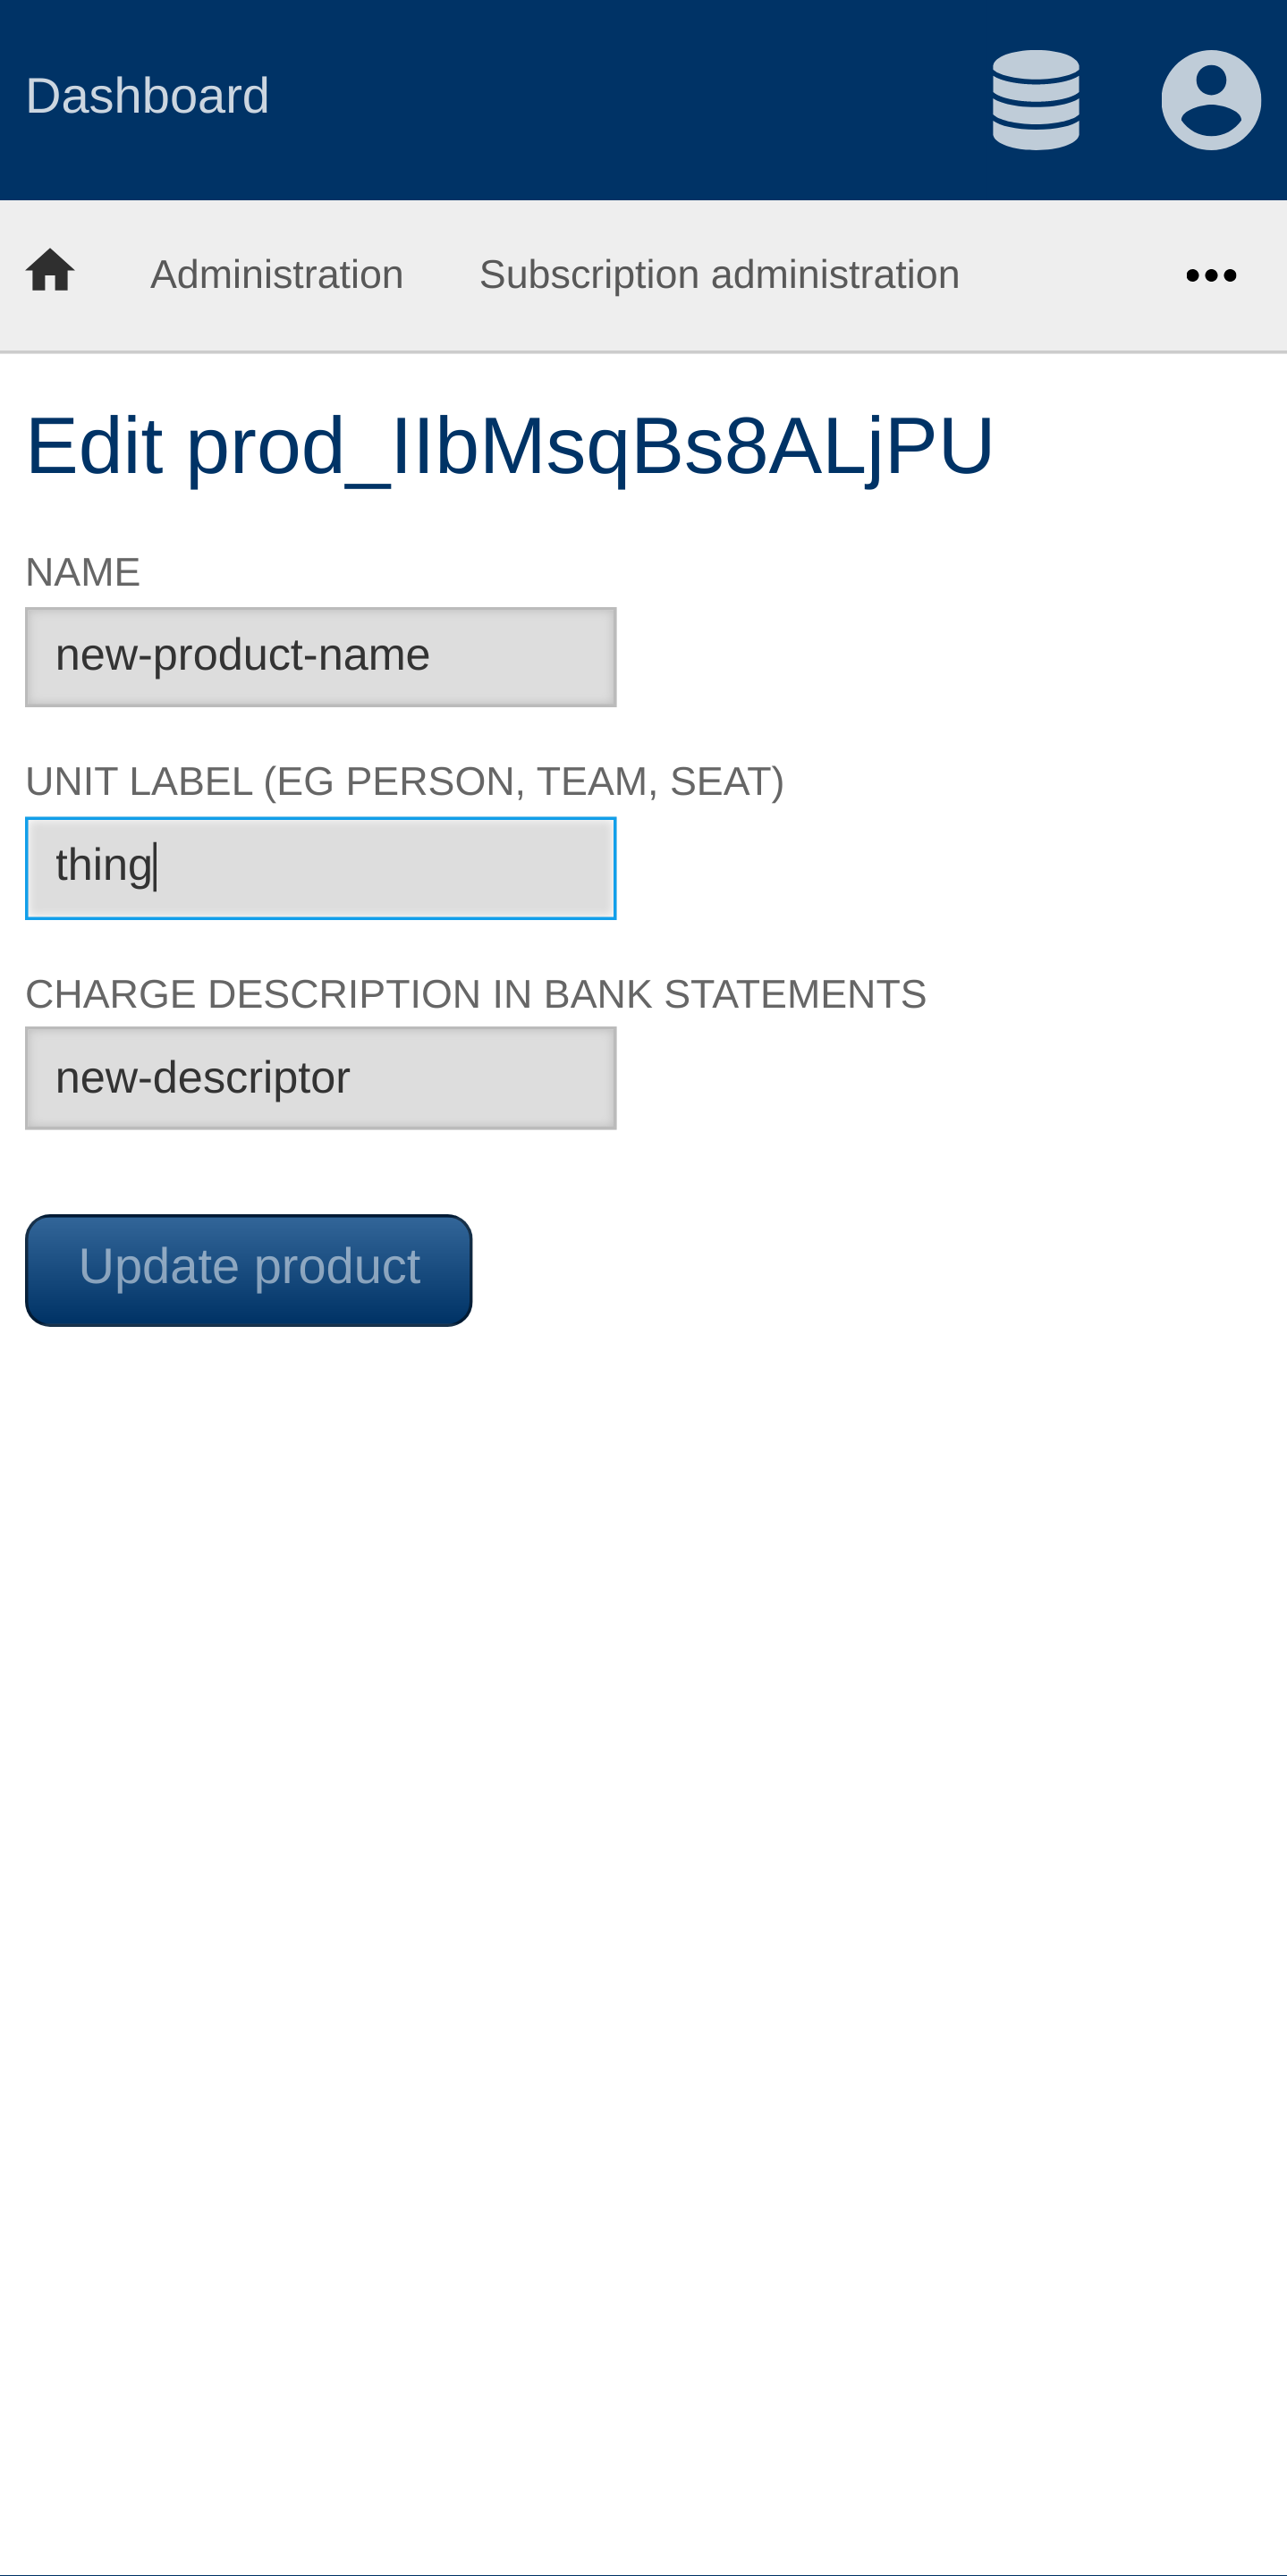 Dashboard
Administration Subscription administration
Edit prod_IIbMsqBs8ALjPU
NAME
new-product-name
UNIT LABEL (EG PERSON, TEAM, SEAT)
thing
CHARGE DESCRIPTION IN BANK STATEMENTS
new-descriptor
Update product